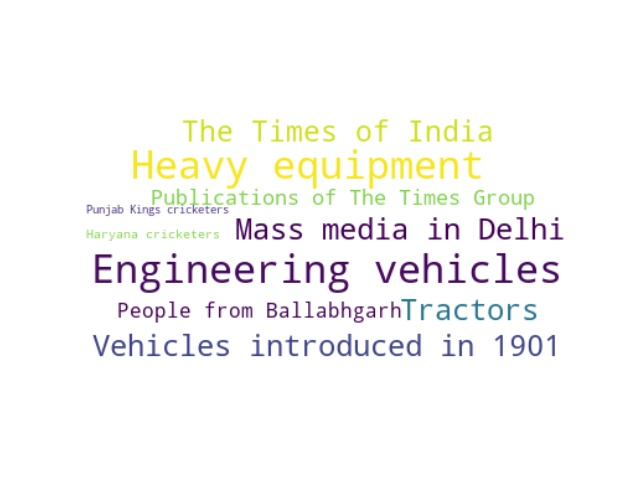 The Times of India
Heavy equipment
Publications of The Times Group
Punjab Kings cricketers
Haryana cricketers
Mass media in Delhi
Engineering vehicles
People from Ballabhgarh
Tractors
Vehicles introduced in 1901